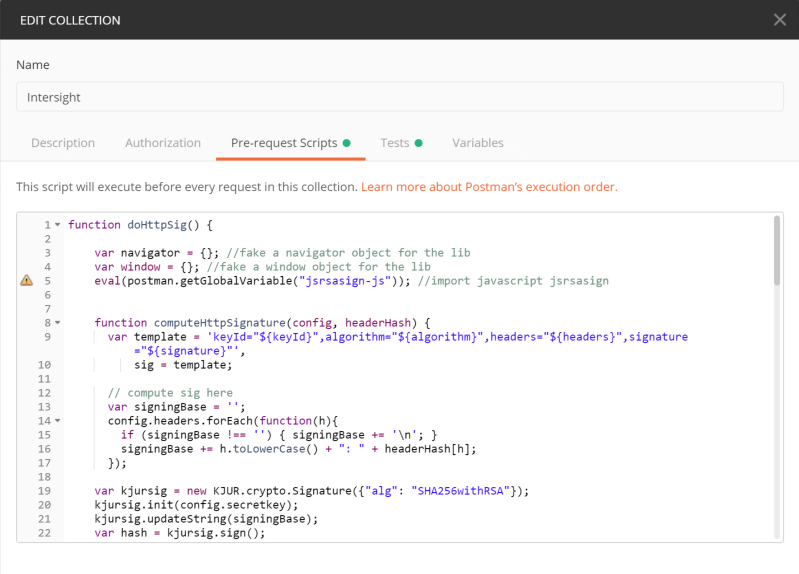 EDIT COLLECTION
Name
Intersight
Description Authorization Pre-request Scripts Tests Variables
This script will execute before every request in this collection. Learn more about Postman's execution order.
1 function doHttpSig() {
2
3 var navigator = {}; //fake a navigator object for the lib
4 var window = {}; //fake a window object for the lib
5 eval(postman.getGlobalVariable("jsrsasign-js")); //import javascript jsrsasign
6
7
8 function computeHttpSignature(config, headerHash) {
9 var template = 'keyId="${keyId}",algorithm="${algorithm}",headers="${headers}",signature
="${signature}"',
10 sig = template;
11
12 // compute sig here
13 var signingBase = '';
14 config.headers.forEach(function(h){
15 if (signingBase !== '') { signingBase += '\n'; }
16 signingBase += h.toLowerCase() + ": " + headerHash[h];
17 });
18
19 var kjursig = new KJUR.crypto.Signature({"alg": "SHA256withRSA"});
20 kjursig.init(config.secretkey);
21 kjursig.updateString(signingBase);
22 var hash = kjursig.sign();